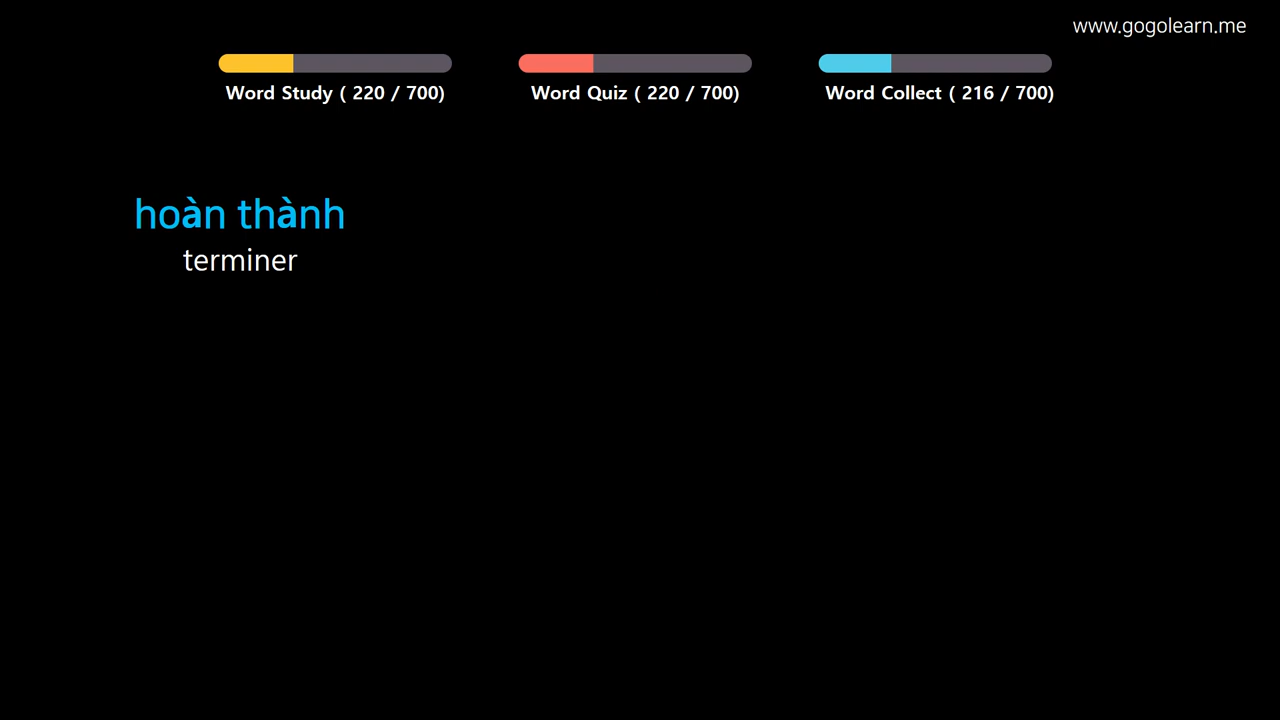 www.gogolearn.me
Word Study ( 220 / 700)
Word Quiz ( 220 / 700)
Word Collect ( 216 / 700)
hoàn thành
terminer